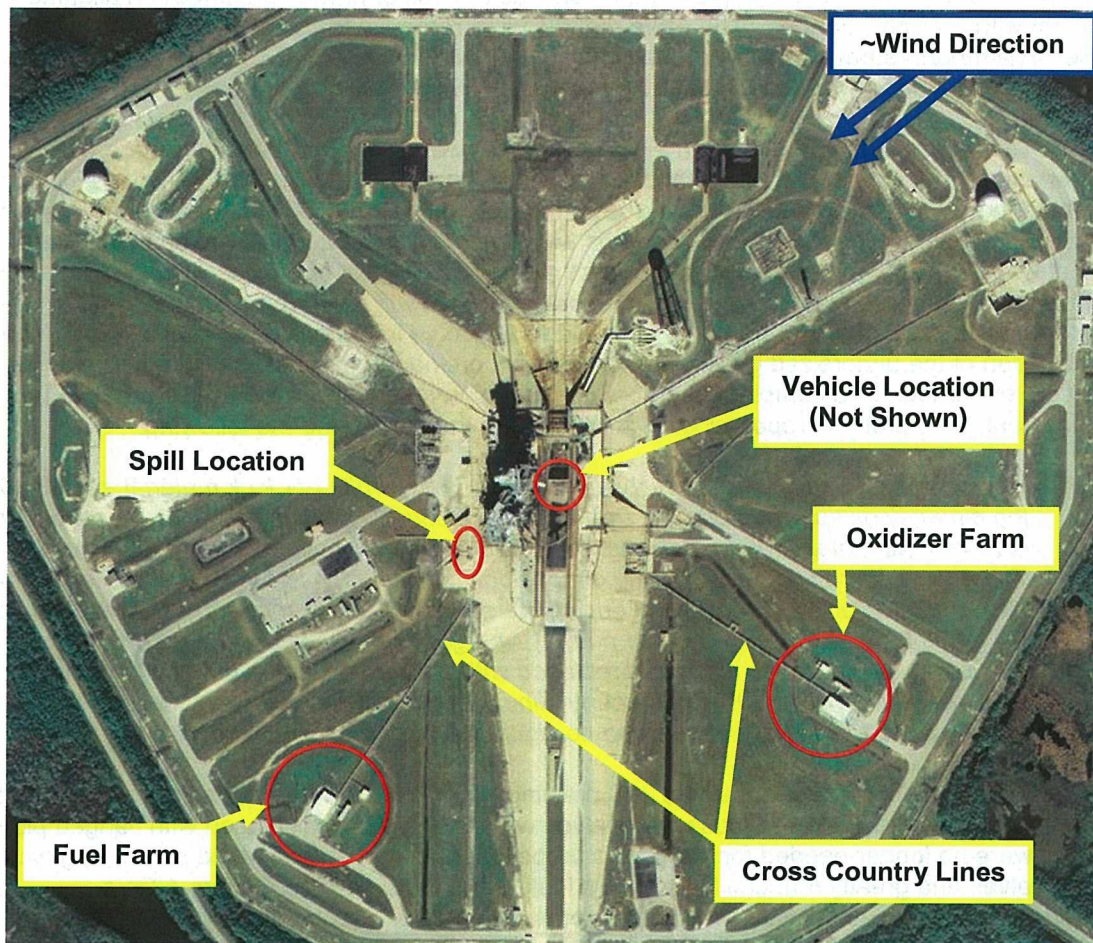 ~Wind Direction
Vehicle Location
(Not Shown)
Spill Location
Oxidizer Farm
Fuel Farm
Cross Country Lines